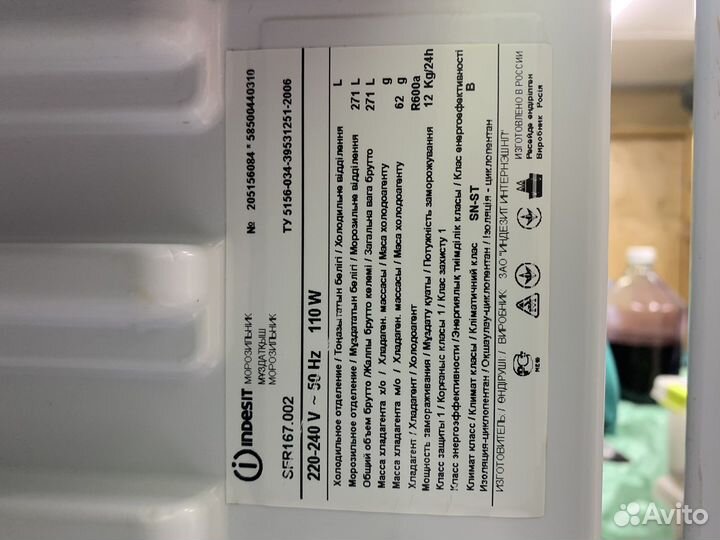 INDESIT МОРОЗИЛЬНИК
МҰЗДАТҚЫШ
МОРОЗИЛЬНИК
№ 205156084 * 58500440310
SFR167.002
ТУ 5156-034-39531251-2006
220-240 V ~ 50 Hz 110 W
Холодильное отделение / Тоңазытатын бөлігі / Холодильне відділення L
Морозильное отделение / Мұздататын бөлігі / Морозильне відділення 271 L
Общий объем брутто /Жалпы брутто көлемі / Загальна вага брутто 271 L
Масса хладагента х/о / Хладаген. массасы / Маса холодоагенту g
Масса хладагента м/о / Хладаген. массасы / Маса холодоагенту 62 g
Хладагент / Хладагент / Холодоагент R600a
Мощность замораживания / Мұздату қуаты / Потужність заморожування 12 Kg/24h
Класс защиты 1 / Корғаныс класы 1 / Клас захисту 1
Класс энергоэффективности /Энергиялық тиімділік класы / Клас енергоефективності B
Климат класс / Климат класы / Кліматичний клас SN-ST
Изоляция-циклопентан / Оқшаулау-циклопентан / Ізоляція - циклопентан
ИЗГОТОВИТЕЛЬ: / ӨНДІРУШІ / ВИРОБНИК ЗАО "ИНДЕЗИТ ИНТЕРНЭШНЛ"
ИЗГОТОВЛЕНО В РОССИИ
Ресейде өндірілген
Виробник Росія
Avito